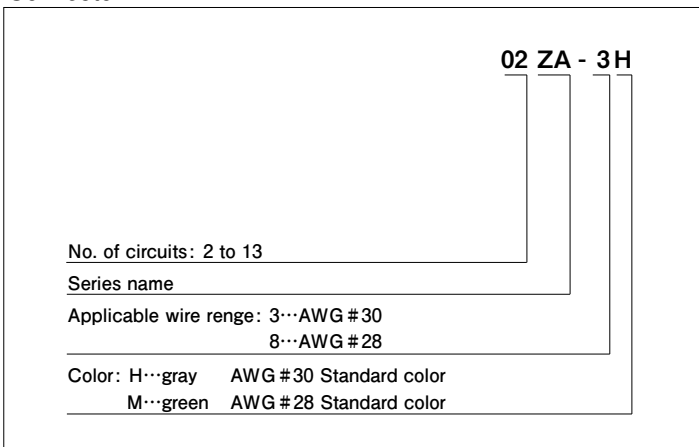 02 ZA - 3 H
No. of circuits: 2 to 13
Series name
Applicable wire renge: 3…AWG #30
8…AWG #28
Color: H…gray AWG #30 Standard color
M…green AWG #28 Standard color